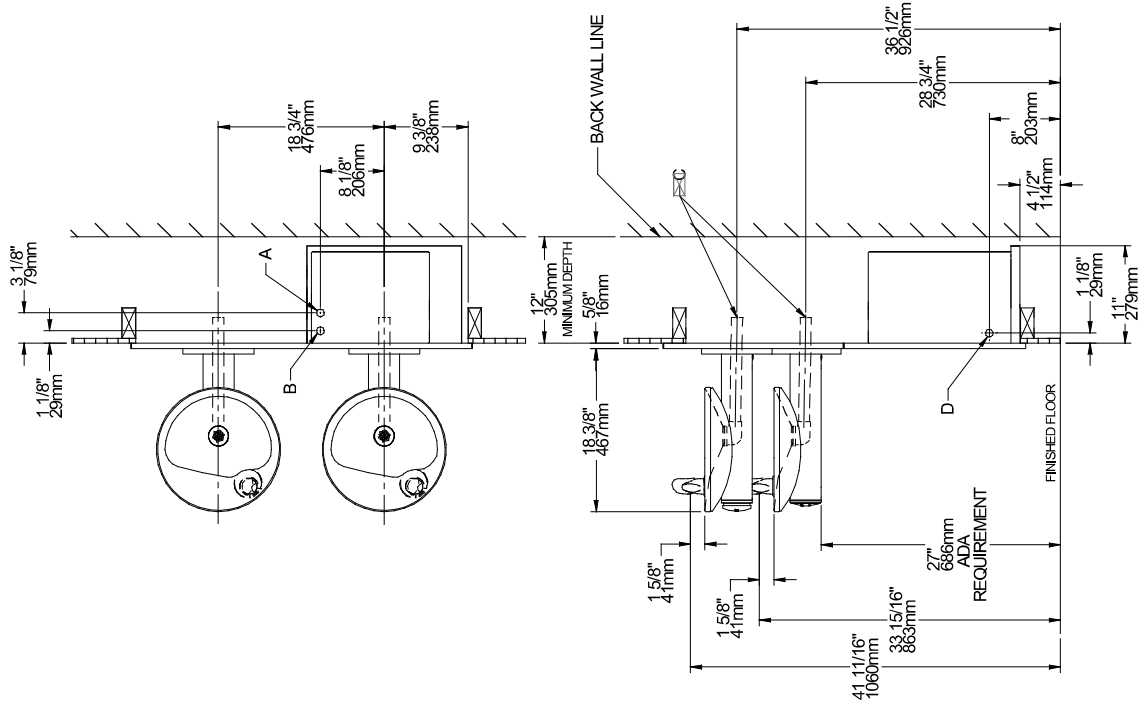 3 1/8"
79mm
1 1/8"
29mm
A
B
18 3/4"
476mm
8 1/8"
206mm
9 3/8"
238mm
12"
305mm
MINIMUM DEPTH
5/8"
16mm
18 3/8"
467mm
BACK WALL LINE
C
36 1/2"
926mm
28 3/4"
730mm
8"
203mm
4 1/2"
114mm
1 1/8"
29mm
11"
279mm
D
FINISHED FLOOR
1 5/8"
41mm
1 5/8"
41mm
27"
686mm
ADA
REQUIREMENT
33 15/16"
863mm
41 11/16"
1060mm